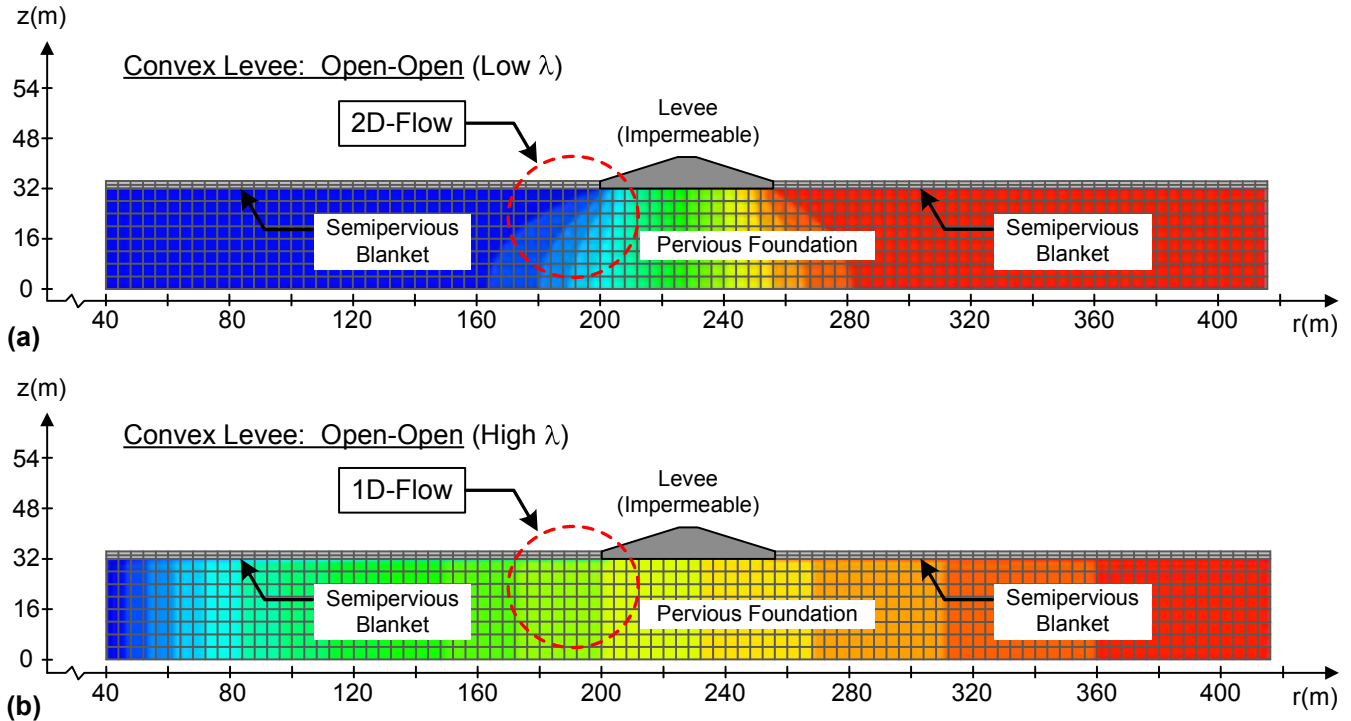 z(m)
Convex Levee: Open-Open (Low λ)
54
2D-Flow
Levee
(Impermeable)
48
32
Semipervious
Blanket
Pervious Foundation
Semipervious
Blanket
16
0
40 80 120 160 200 240 280 320 360 400 r(m)
(a)
z(m)
Convex Levee: Open-Open (High λ)
54
1D-Flow
Levee
(Impermeable)
48
32
Semipervious
Blanket
Pervious Foundation
Semipervious
Blanket
16
0
40 80 120 160 200 240 280 320 360 400 r(m)
(b)